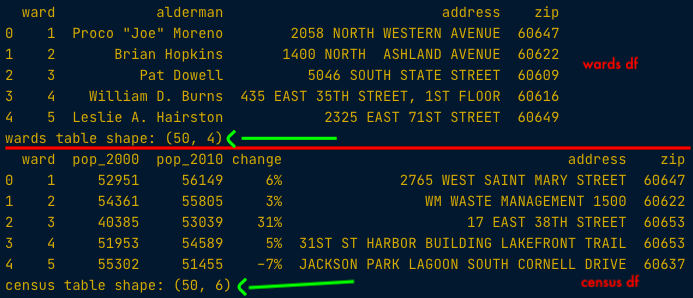 ward alderman address zip
0 1 Proco "Joe" Moreno 2058 NORTH WESTERN AVENUE 60647
1 2 Brian Hopkins 1400 NORTH  ASHLAND AVENUE 60622
2 3 Pat Dowell 5046 SOUTH STATE STREET 60609
3 4 William D. Burns 435 EAST 35TH STREET, 1ST FLOOR 60616
4 5 Leslie A. Hairston 2325 EAST 71ST STREET 60649
wards df
wards table shape: (50, 4)
ward pop_2000 pop_2010 change address zip
0 1 52951 56149 6% 2765 WEST SAINT MARY STREET 60647
1 2 54361 55805 3% WM WASTE MANAGEMENT 1500 60622
2 3 40385 53039 31% 17 EAST 38TH STREET 60653
3 4 51953 54589 5% 31ST ST HARBOR BUILDING LAKEFRONT TRAIL 60653
4 5 55302 51455 -7% JACKSON PARK LAGOON SOUTH CORNELL DRIVE 60637
census table shape: (50, 6)
census df